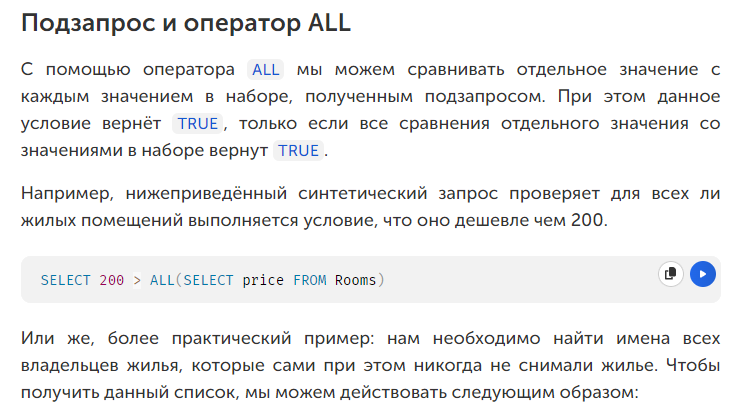 Подзапрос и оператор ALL
С помощью оператора ALL мы можем сравнивать отдельное значение с
каждым значением в наборе, полученным подзапросом. При этом данное
условие вернёт TRUE, только если все сравнения отдельного значения со
значениями в наборе вернут TRUE.
Например, нижеприведённый синтетический запрос проверяет для всех ли
жилых помещений выполняется условие, что оно дешевле чем 200.
SELECT 200 > ALL(SELECT price FROM Rooms)
Или же, более практический пример: нам необходимо найти имена всех
владельцев жилья, которые сами при этом никогда не снимали жилье. Чтобы
получить данный список, мы можем действовать следующим образом: